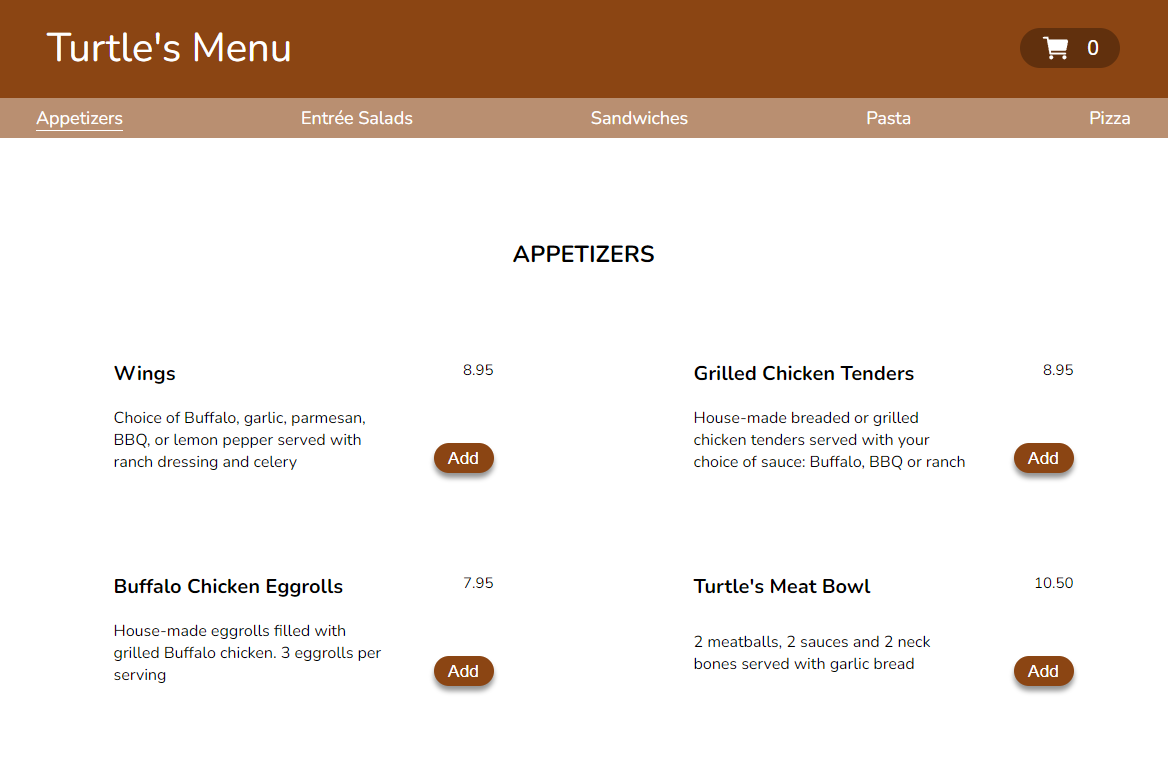 Turtle's Menu
0
Appetizers
Entrée Salads
Sandwiches
Pasta
Pizza
APPETIZERS
Wings
8.95
Choice of Buffalo, garlic, parmesan,
BBQ, or lemon pepper served with
ranch dressing and celery
Add
Grilled Chicken Tenders
8.95
House-made breaded or grilled
chicken tenders served with your
choice of sauce: Buffalo, BBQ or ranch
Add
Buffalo Chicken Eggrolls
7.95
House-made eggrolls filled with
grilled Buffalo chicken. 3 eggrolls per
serving
Add
Turtle's Meat Bowl
10.50
2 meatballs, 2 sauces and 2 neck
bones served with garlic bread
Add